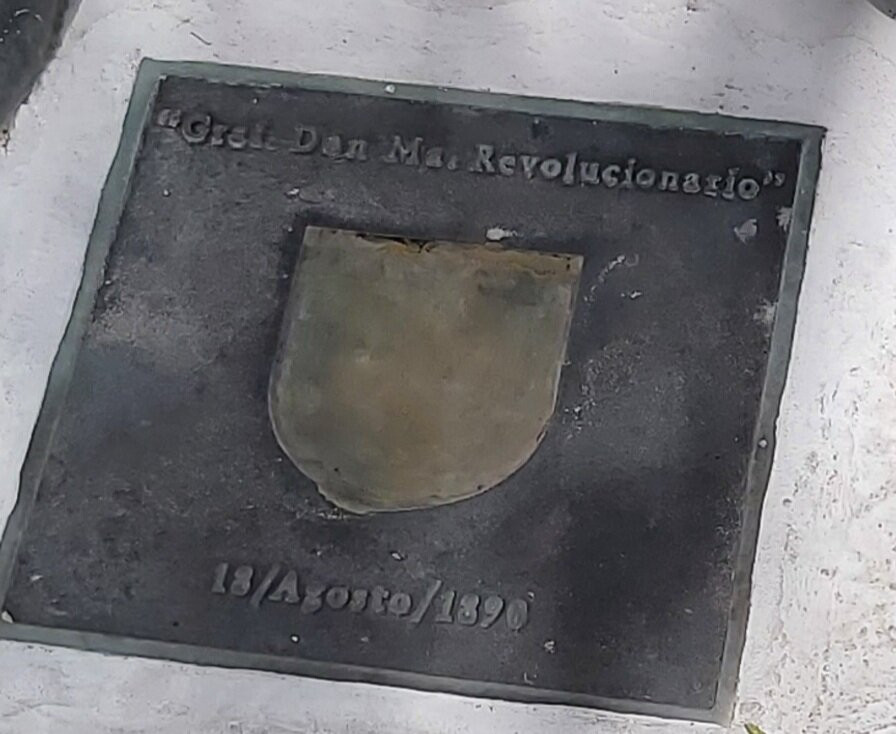 "Gral. Dan Ma. Revolucionario"
18/Agosto/1890